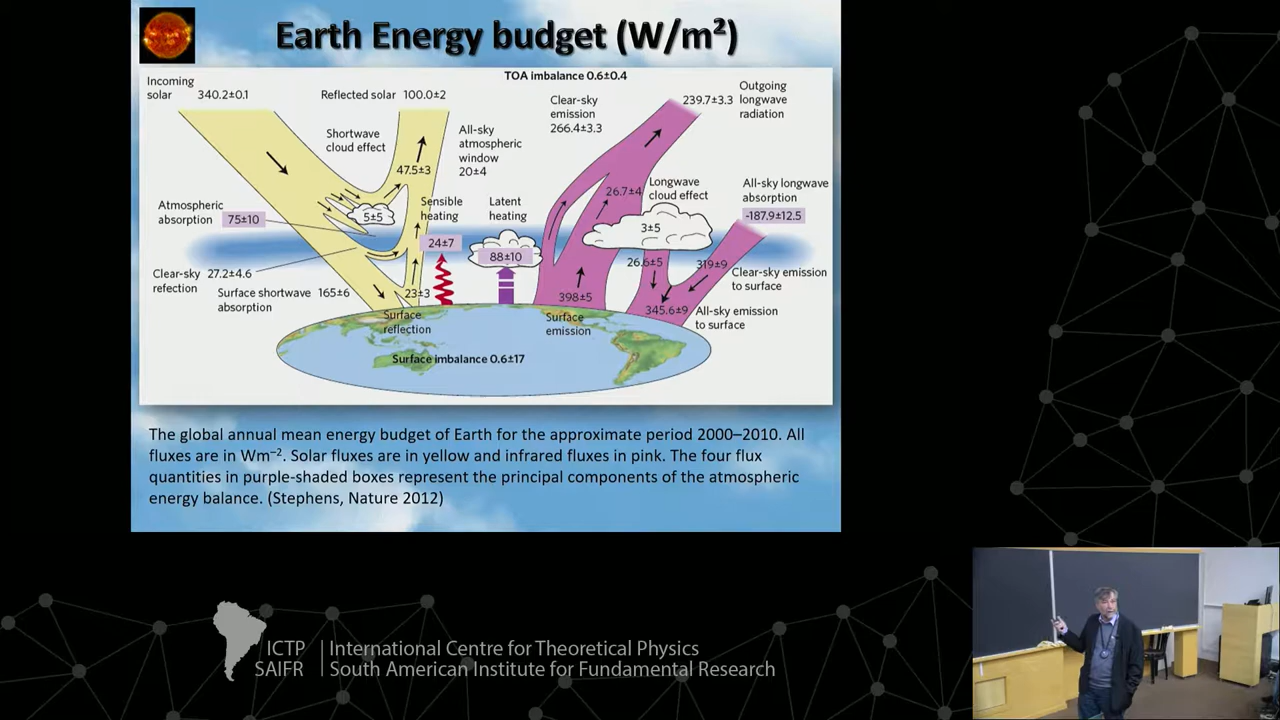 Earth Energy budget (W/m²)
TOA imbalance 0.6±0.4
Incoming
solar 340.2±0.1
Reflected solar 100.0±2
Clear-sky
emission
266.4±3.3
239.7±3.3
Outgoing
longwave
radiation
Shortwave
cloud effect
47.5±3
All-sky
atmospheric
window
20±4
26.7±4
Longwave
cloud effect
All-sky longwave
absorption
-187.9±12.5
Atmospheric
absorption 75±10
5±5
Sensible
heating
24±7
Latent
heating
88±10
3±5
Clear-sky 27.2±4.6
refection
Surface shortwave 165±6
absorption
23±3
Surface
reflection
398±5
Surface
emission
26.6±5
319±9
Clear-sky emission
to surface
345.6±9
All-sky emission
to surface
Surface imbalance 0.6±17
The global annual mean energy budget of Earth for the approximate period 2000–2010. All
fluxes are in Wm⁻². Solar fluxes are in yellow and infrared fluxes in pink. The four flux
quantities in purple-shaded boxes represent the principal components of the atmospheric
energy balance. (Stephens, Nature 2012)
ICTP
SAIFR
International Centre for Theoretical Physics
South American Institute for Fundamental Research